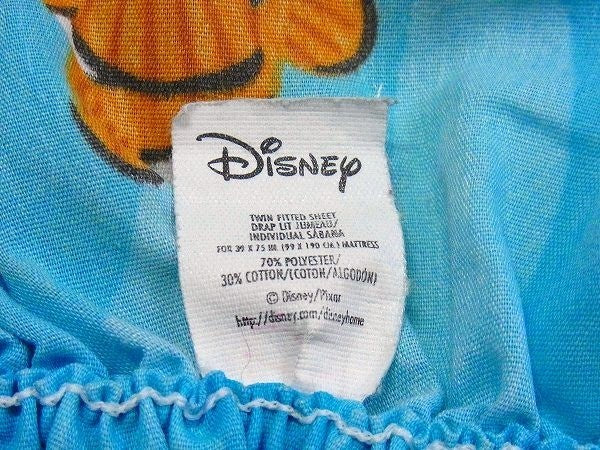 Disney
TWIN FITTED SHEET
DRAP LIT JUMEAU/
INDIVIDUAL SÁBANA
FOR 39 X 75 IN. (99 X 190 CM.) MATTRESS
70% POLYESTER/
30% COTTON/(COTON/ALGODÓN)
© Disney/Pixar
http://disney.com/disneyhome